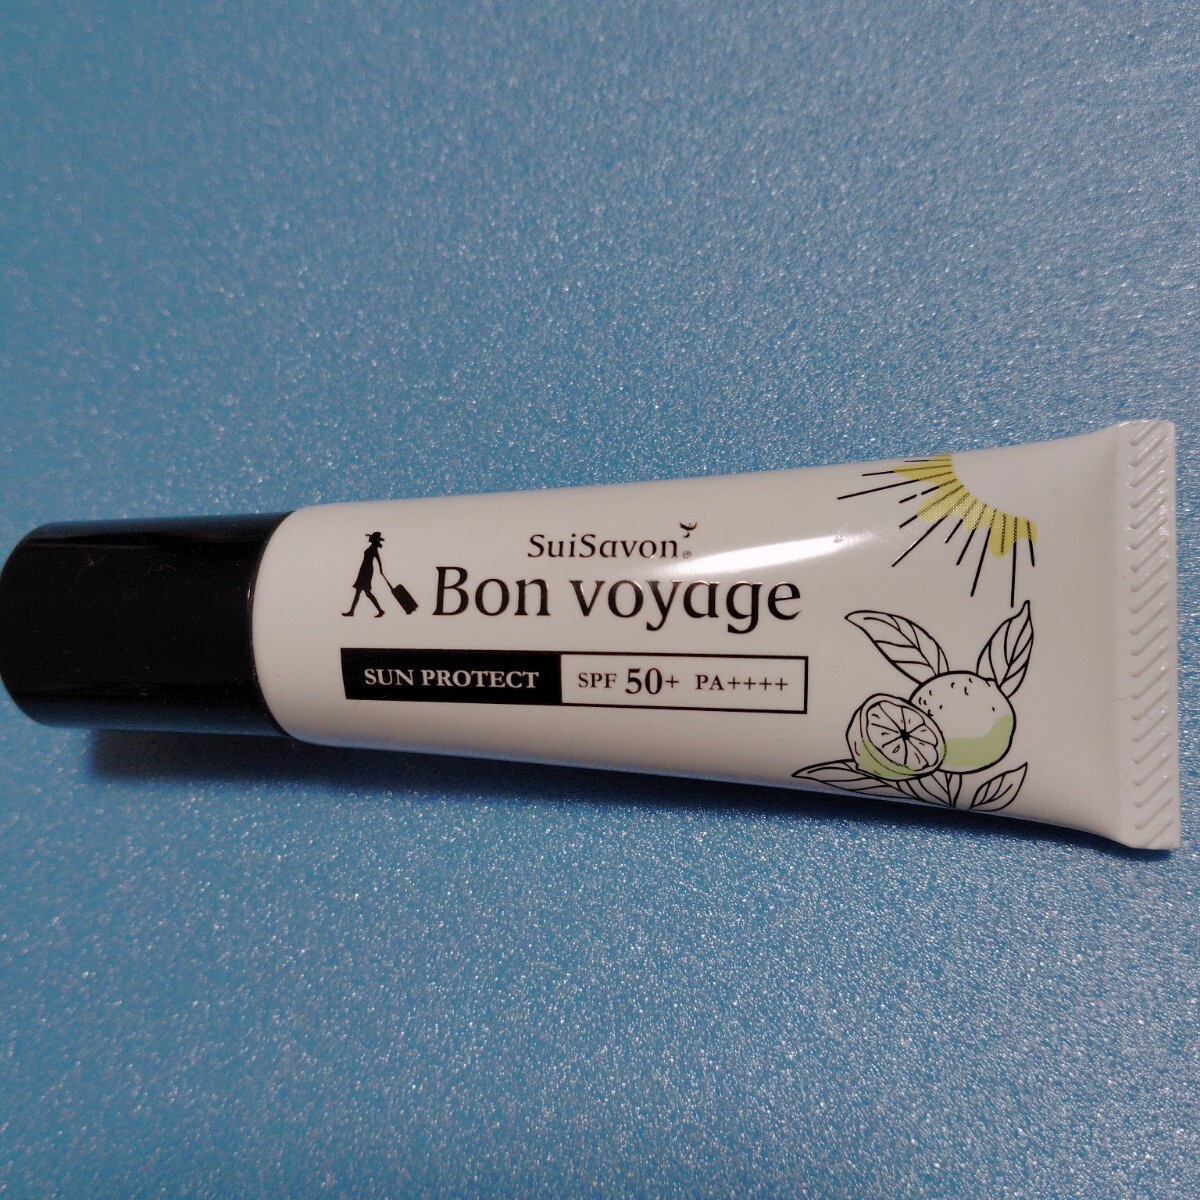 SuiSavon®
Bon voyage
SUN PROTECT SPF 50+ PA++++